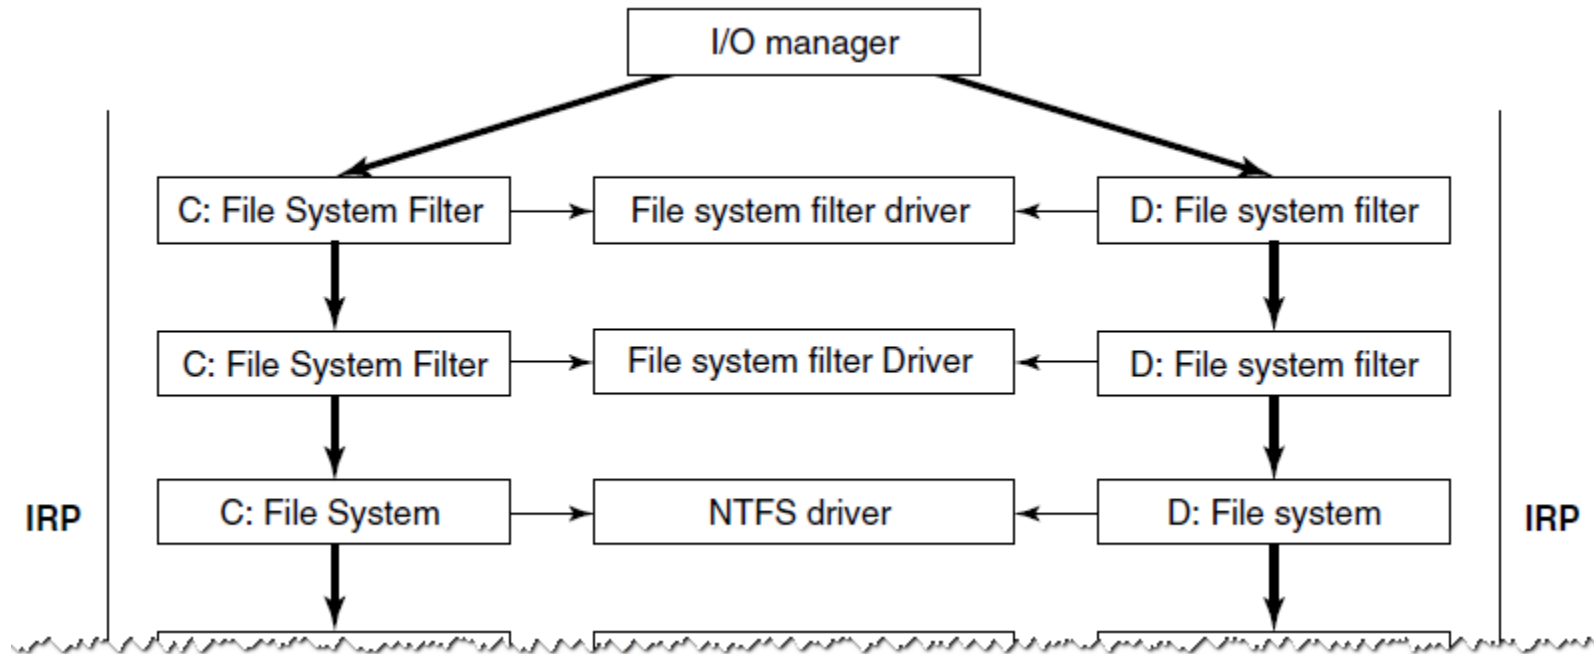 I/O manager
C: File System Filter
File system filter driver
D: File system filter
C: File System Filter
File system filter Driver
D: File system filter
IRP
C: File System
NTFS driver
D: File system
IRP